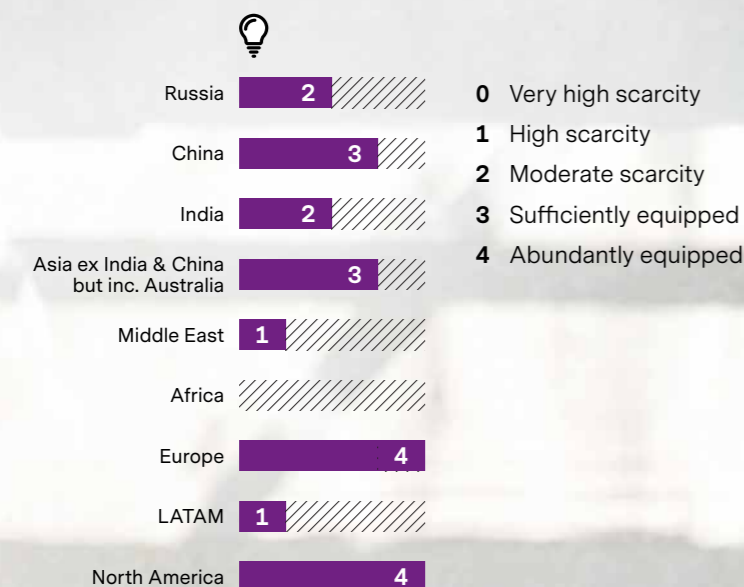 Russia 2
China 3
India 2
Asia ex India & China
but inc. Australia 3
Middle East 1
Africa
Europe 4
LATAM 1
North America 4
0 Very high scarcity
1 High scarcity
2 Moderate scarcity
3 Sufficiently equipped
4 Abundantly equipped